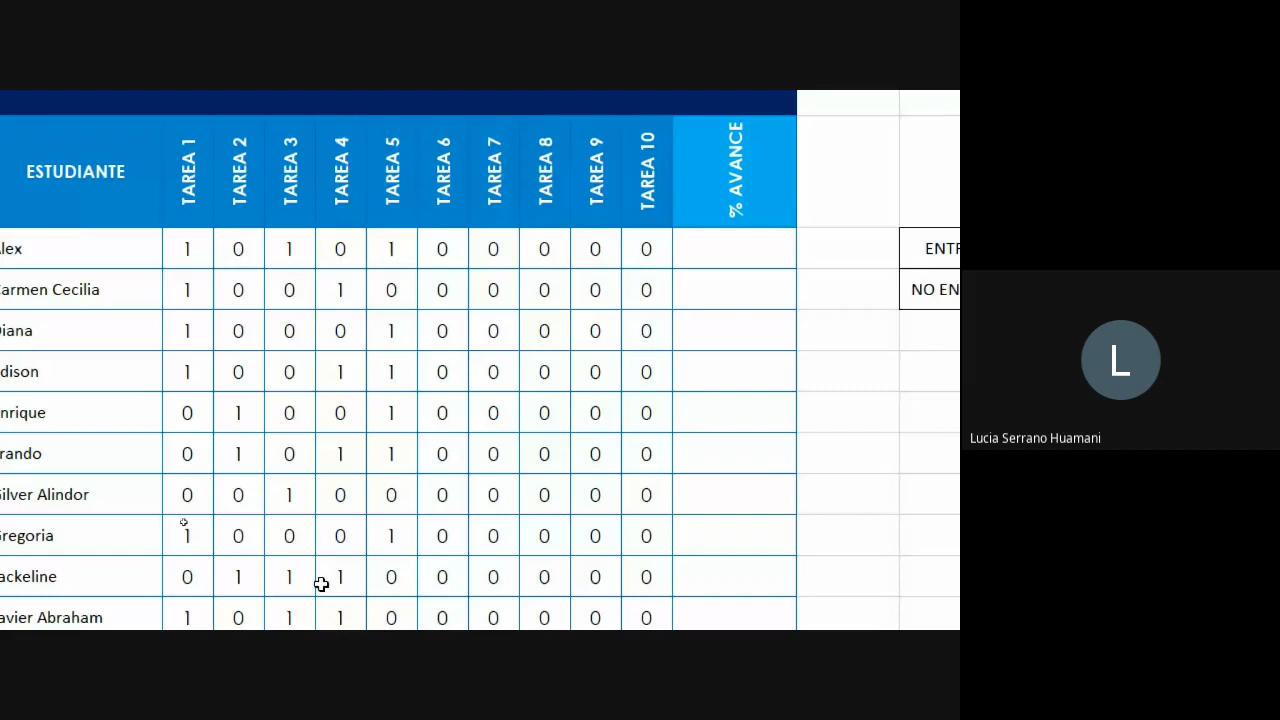 ESTUDIANTE TAREA 1 TAREA 2 TAREA 3 TAREA 4 TAREA 5 TAREA 6 TAREA 7 TAREA 8 TAREA 9 TAREA 10 % AVANCE
lex 1 0 1 0 1 0 0 0 0 0 ENTR
armen Cecilia 1 0 0 1 0 0 0 0 0 0 NO EN
iana 1 0 0 0 1 0 0 0 0 0
dison 1 0 0 1 1 0 0 0 0 0
nrique 0 1 0 0 1 0 0 0 0 0
rando 0 1 0 1 1 0 0 0 0 0
ilver Alindor 0 0 1 0 0 0 0 0 0 0
regoria 1 0 0 0 1 0 0 0 0 0
ackeline 0 1 1 1 0 0 0 0 0 0
avier Abraham 1 0 1 1 0 0 0 0 0 0
L
Lucia Serrano Huamani